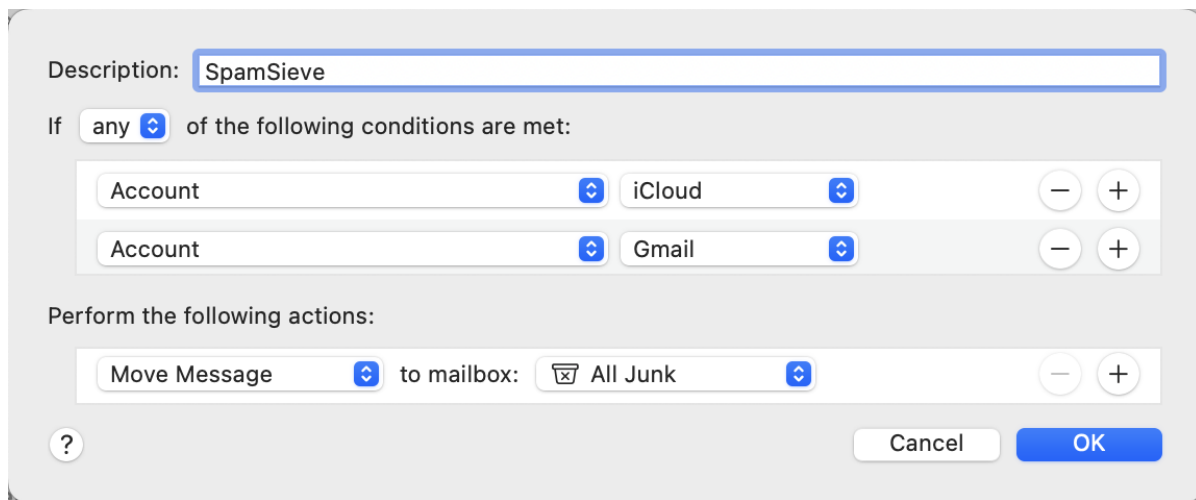 Description: SpamSieve
If any of the following conditions are met:
Account iCloud
Account Gmail
Perform the following actions:
Move Message to mailbox: All Junk
? Cancel OK